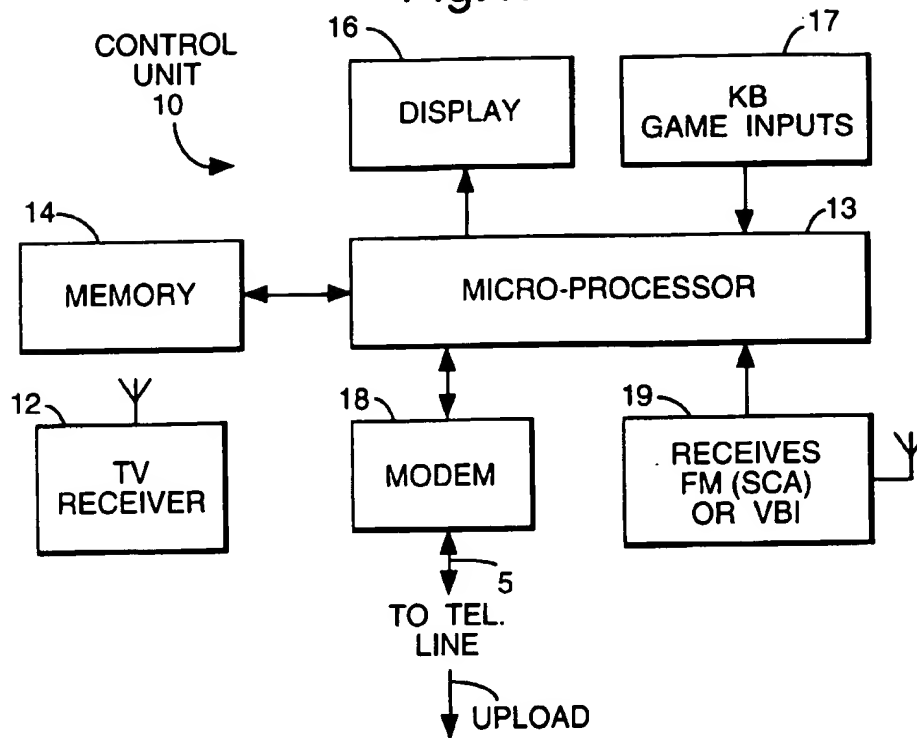 CONTROL
UNIT
10
16
DISPLAY
17
KB
GAME INPUTS
14
MEMORY
13
MICRO-PROCESSOR
12
TV
RECEIVER
18
MODEM
19
RECEIVES
FM (SCA)
OR VBI
5
TO TEL.
LINE
UPLOAD